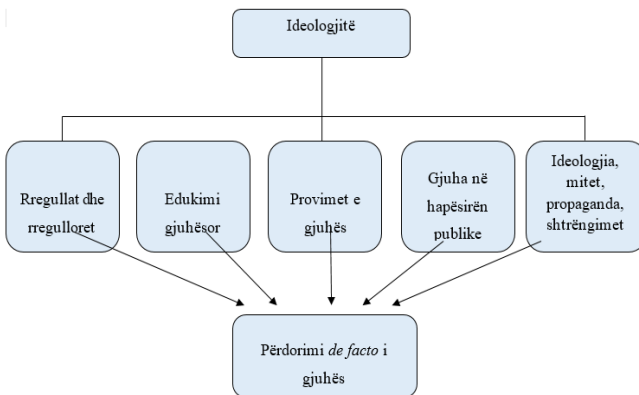 Ideologjitë
Rregullat dhe
rregulloret
Edukimi
gjuhësor
Provimet e
gjuhës
Gjuha në
hapësirën
publike
Ideologjia,
mitet,
propaganda,
shtrëngimet
Përdorimi de facto i
gjuhës